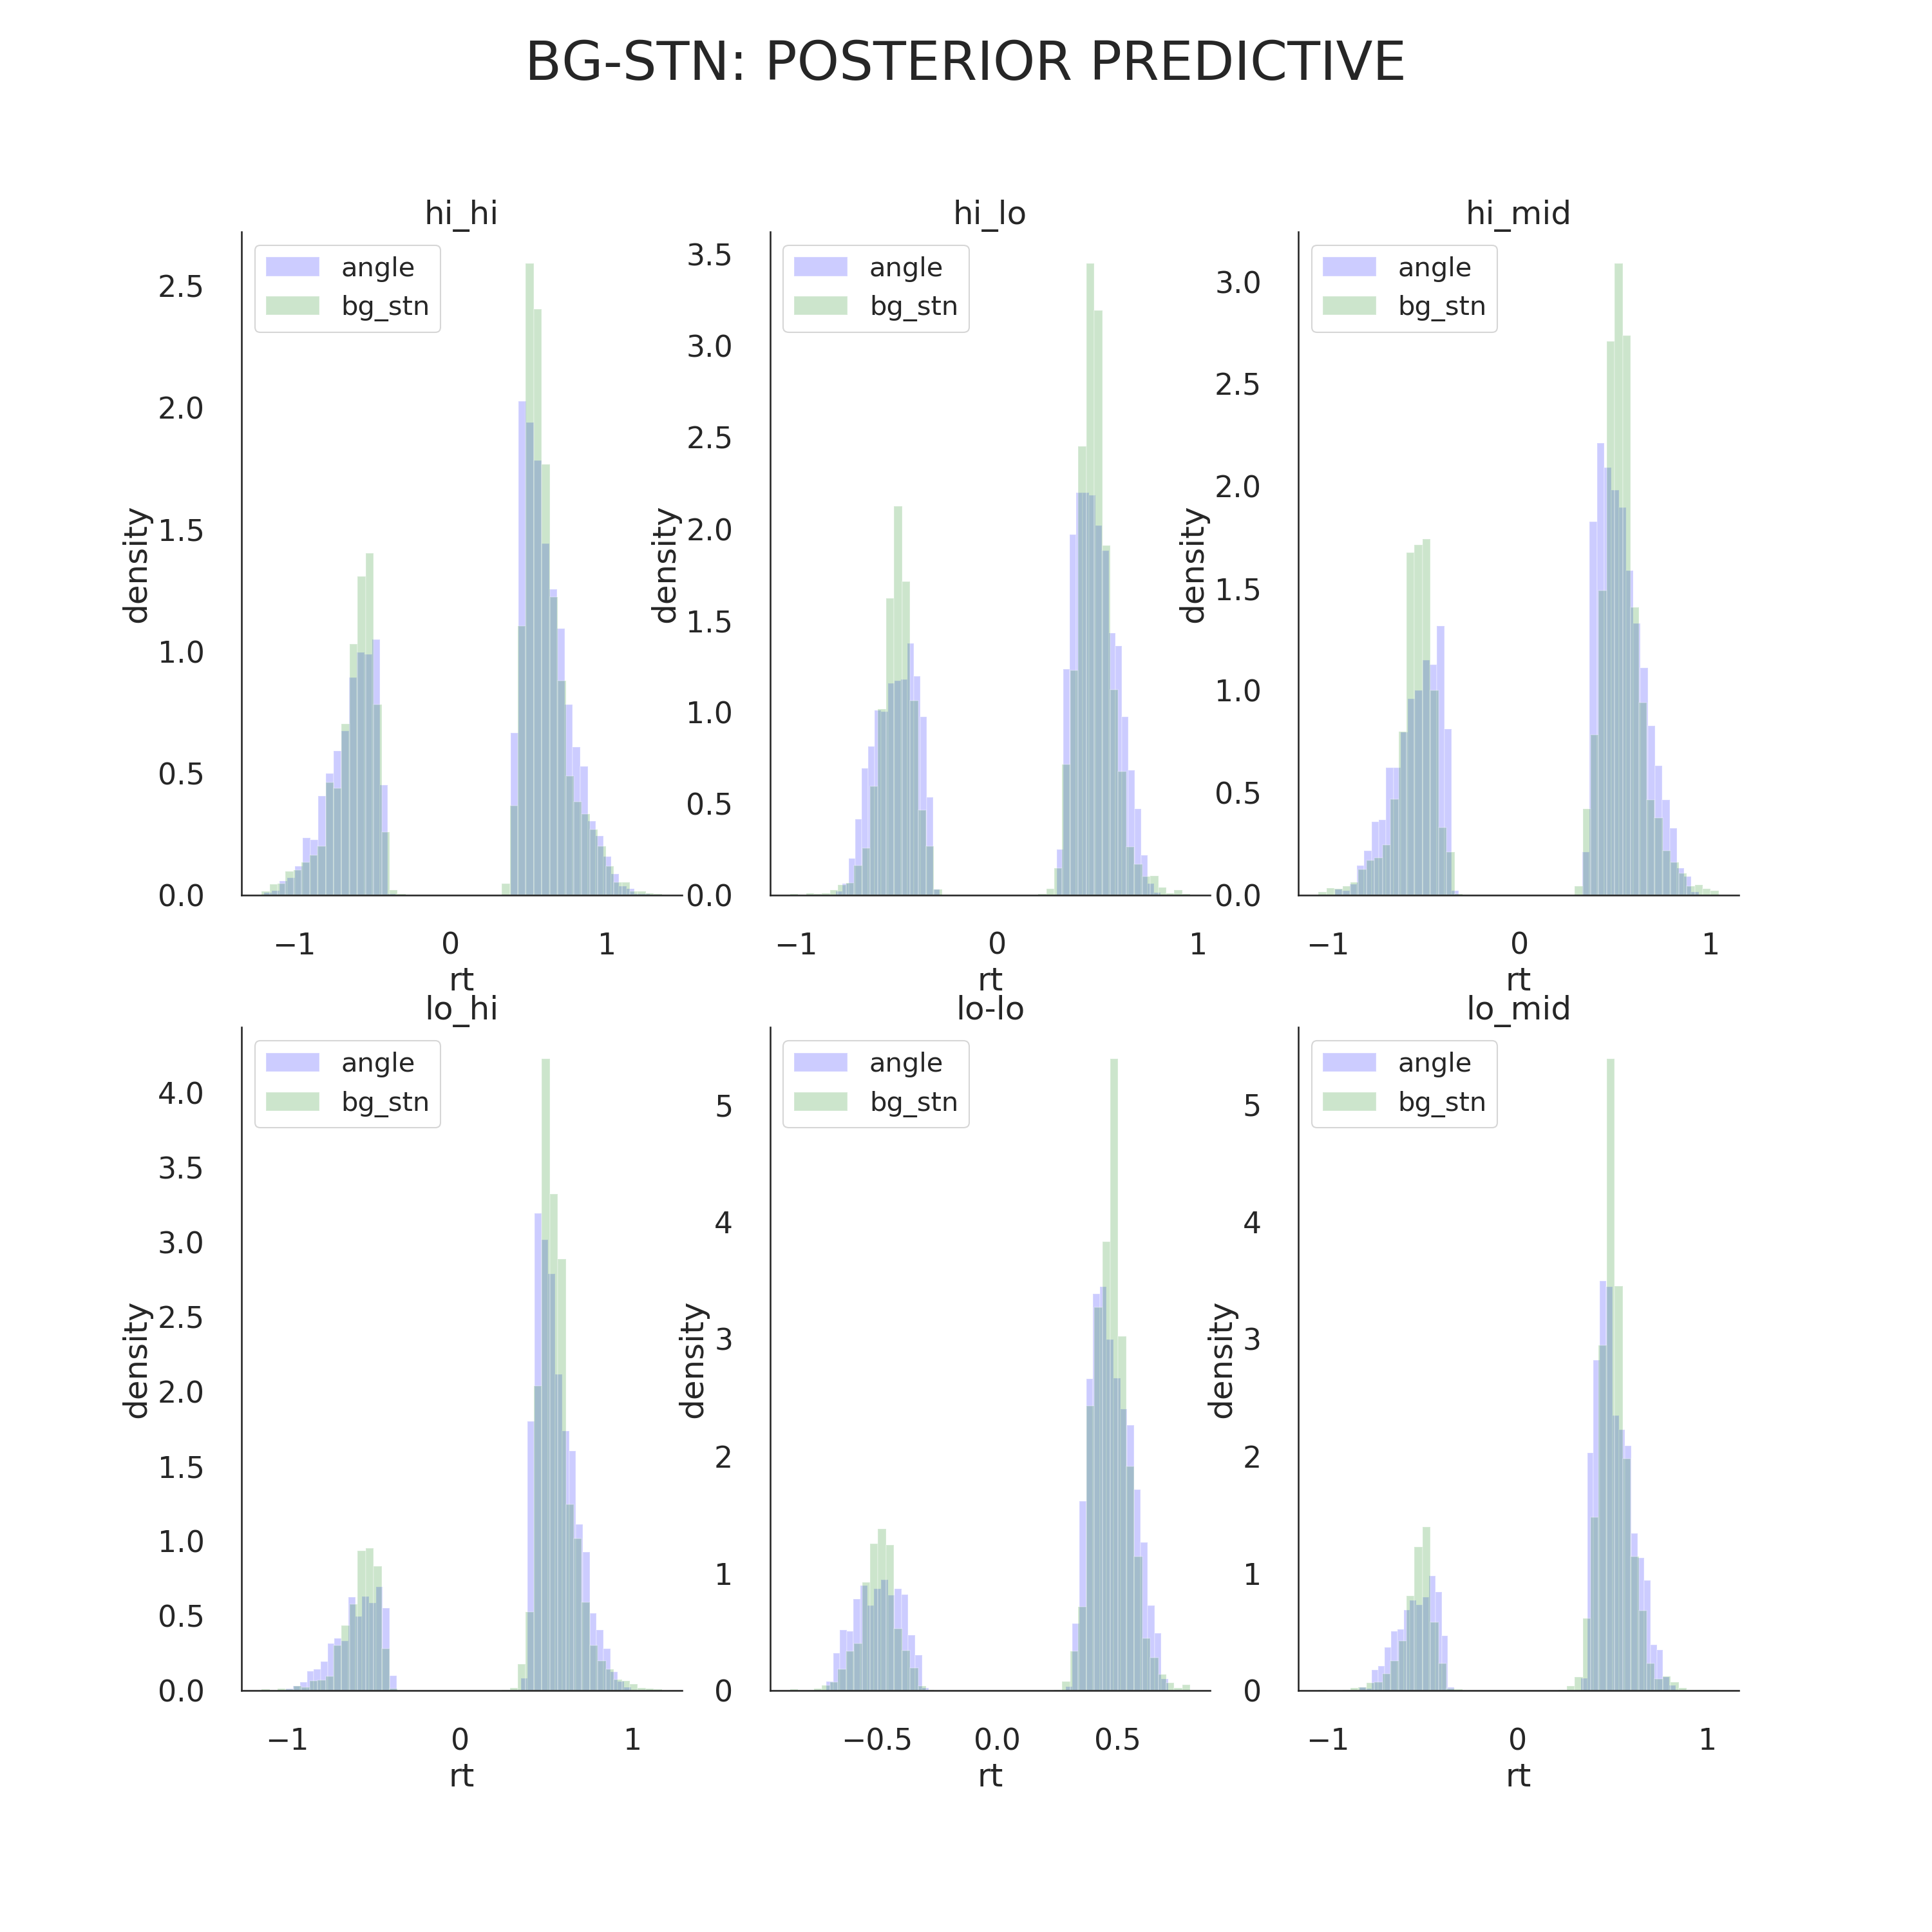 BG-STN: POSTERIOR PREDICTIVE
hi_hi
angle
bg_stn
density
2.5
2.0
1.5
1.0
0.5
0.0
−1 0 1
rt
hi_lo
angle
bg_stn
density
3.5
3.0
2.5
2.0
1.5
1.0
0.5
0.0
−1 0 1
rt
hi_mid
angle
bg_stn
density
3.0
2.5
2.0
1.5
1.0
0.5
0.0
−1 0 1
rt
lo_hi
angle
bg_stn
density
4.0
3.5
3.0
2.5
2.0
1.5
1.0
0.5
0.0
−1 0 1
rt
lo-lo
angle
bg_stn
density
5
4
3
2
1
0
−0.5 0.0 0.5
rt
lo_mid
angle
bg_stn
density
5
4
3
2
1
0
−1 0 1
rt